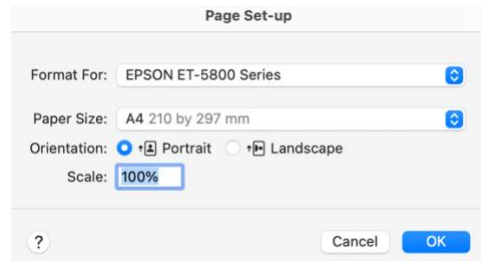 Page Set-up
Format For: EPSON ET-5800 Series
Paper Size: A4 210 by 297 mm
Orientation: Portrait Landscape
Scale: 100%
? Cancel OK